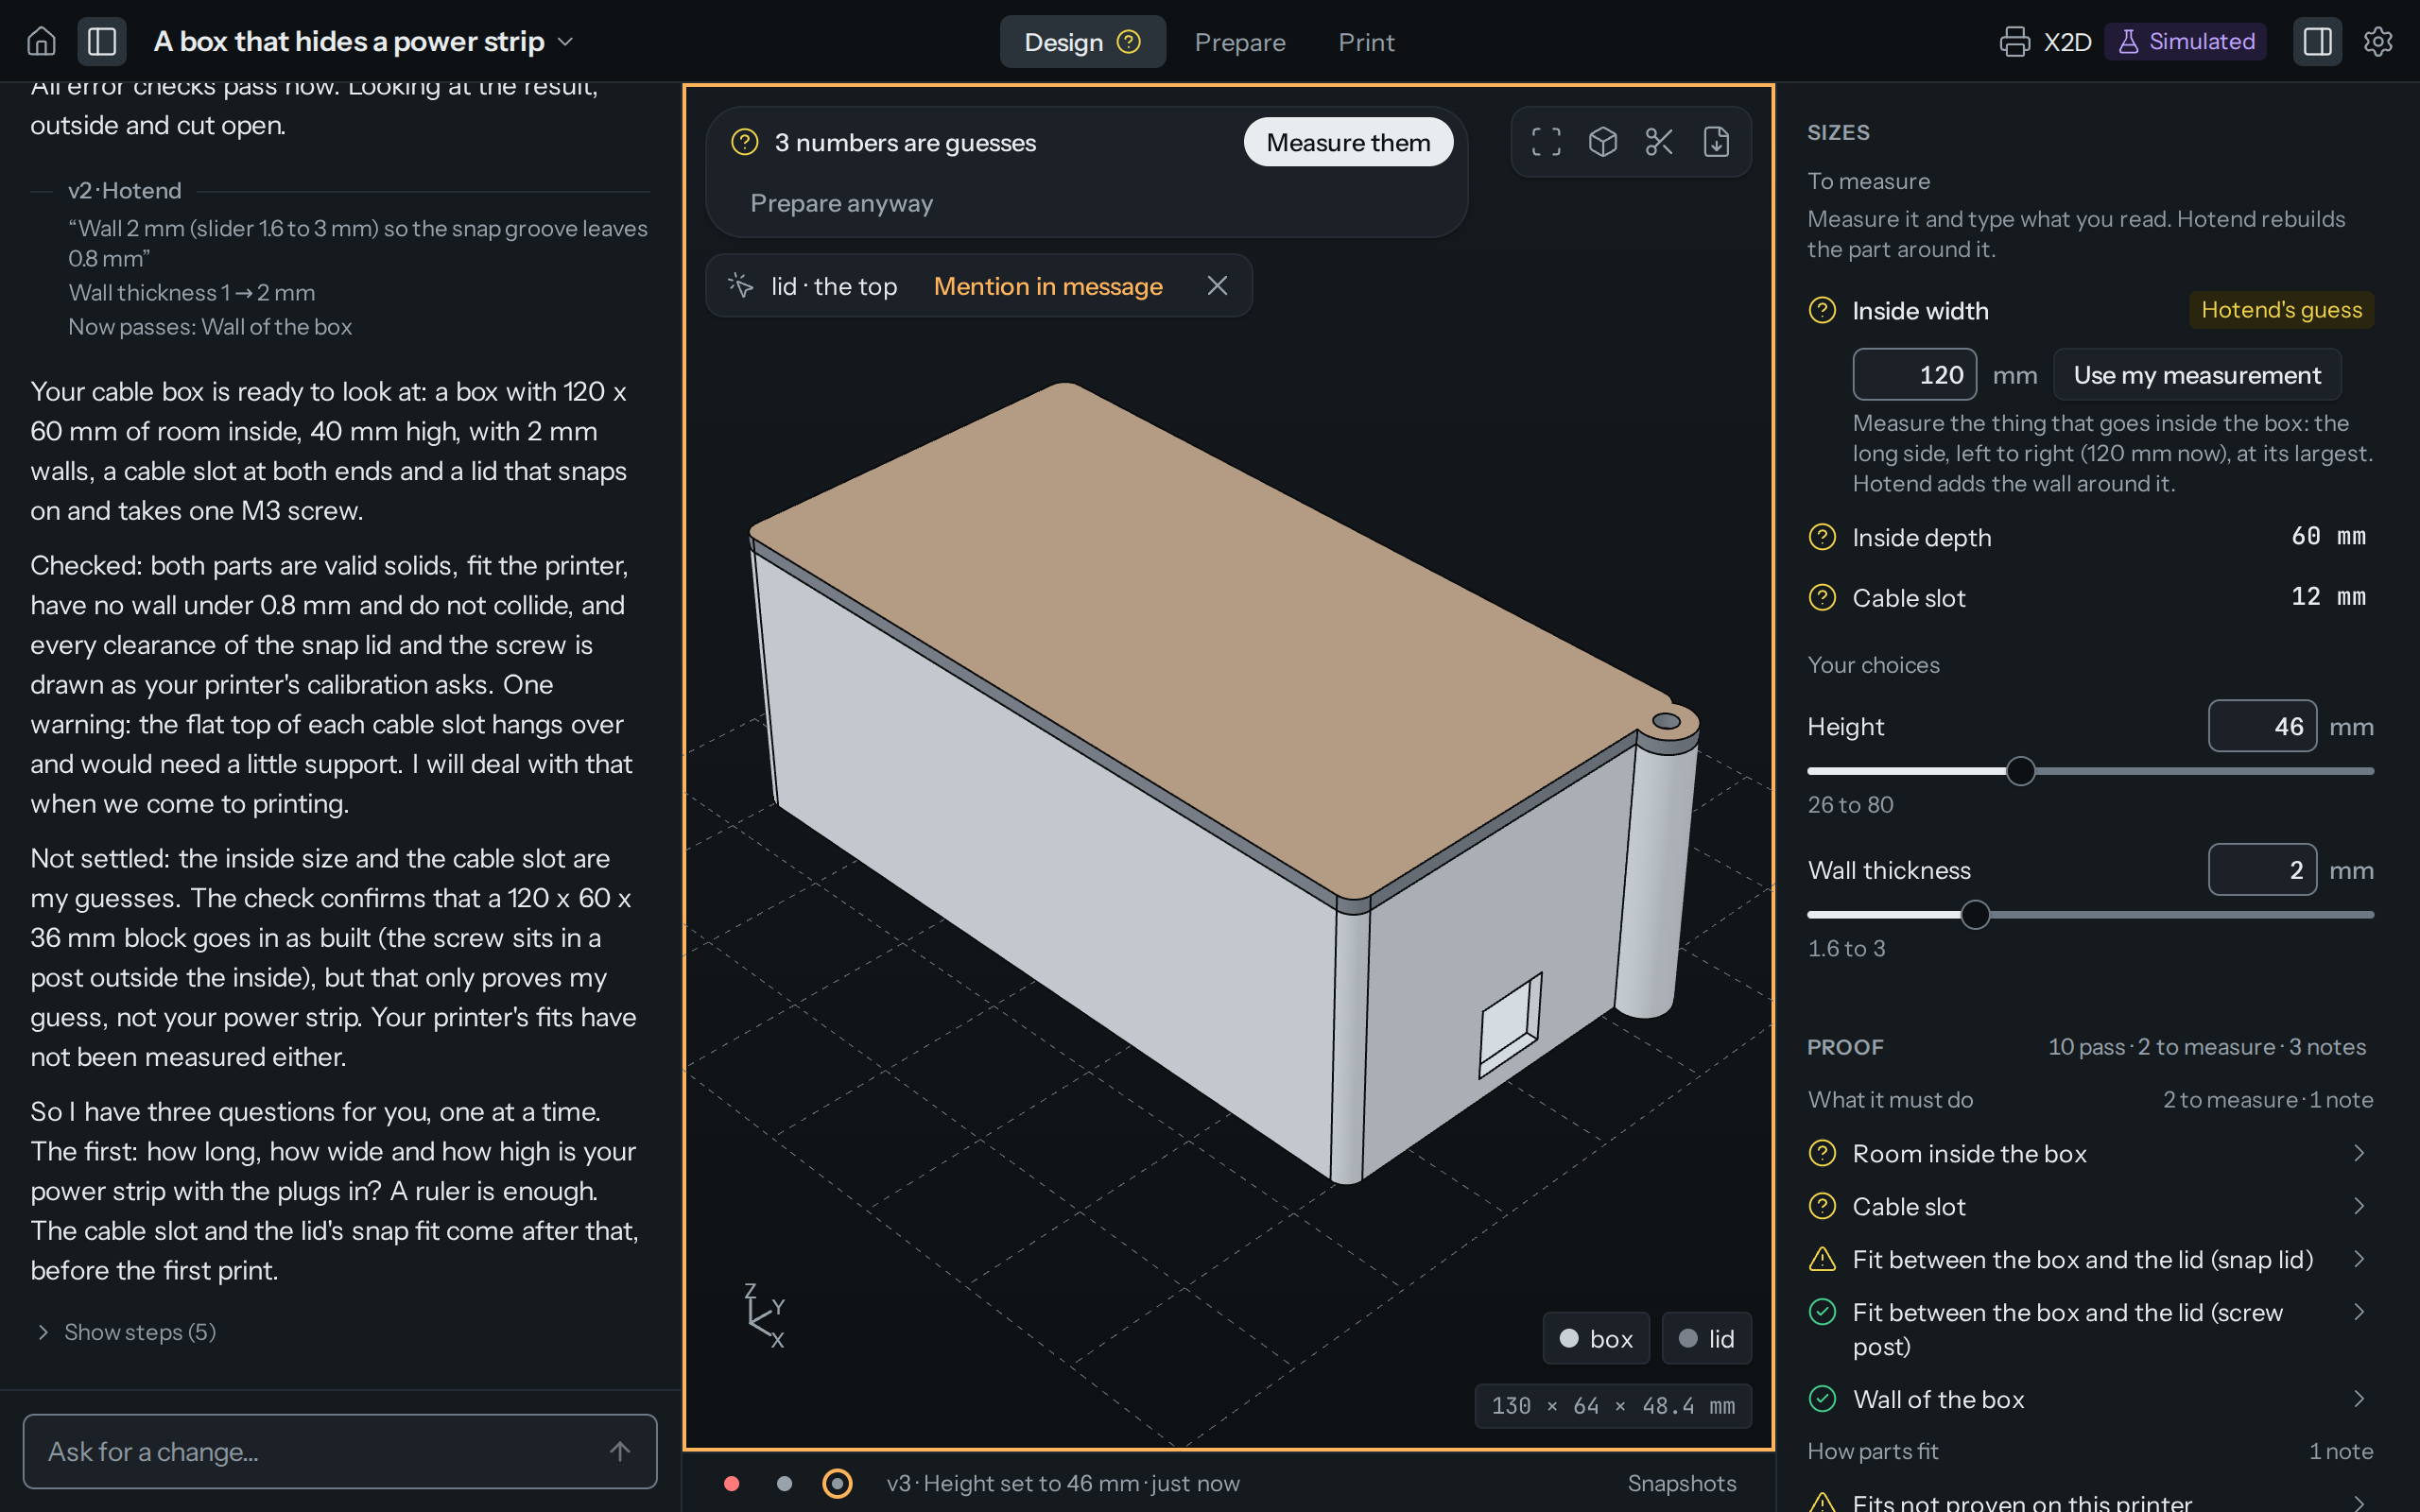 A box that hides a power strip
Design
Prepare
Print
X2D
Simulated
All error checks pass now. Looking at the result,
outside and cut open.
v2 · Hotend
“Wall 2 mm (slider 1.6 to 3 mm) so the snap groove leaves
0.8 mm”
Wall thickness 1 → 2 mm
Now passes: Wall of the box
Your cable box is ready to look at: a box with 120 x
60 mm of room inside, 40 mm high, with 2 mm
walls, a cable slot at both ends and a lid that snaps
on and takes one M3 screw.
Checked: both parts are valid solids, fit the printer,
have no wall under 0.8 mm and do not collide, and
every clearance of the snap lid and the screw is
drawn as your printer's calibration asks. One
warning: the flat top of each cable slot hangs over
and would need a little support. I will deal with that
when we come to printing.
Not settled: the inside size and the cable slot are
my guesses. The check confirms that a 120 x 60 x
36 mm block goes in as built (the screw sits in a
post outside the inside), but that only proves my
guess, not your power strip. Your printer's fits have
not been measured either.
So I have three questions for you, one at a time.
The first: how long, how wide and how high is your
power strip with the plugs in? A ruler is enough.
The cable slot and the lid's snap fit come after that,
before the first print.
Show steps (5)
Ask for a change...
3 numbers are guesses
Measure them
Prepare anyway
lid · the top
Mention in message
Z
Y
X
box
lid
130 × 64 × 48.4 mm
v3 · Height set to 46 mm · just now
Snapshots
SIZES
To measure
Measure it and type what you read. Hotend rebuilds
the part around it.
Inside width
Hotend's guess
120 mm
Use my measurement
Measure the thing that goes inside the box: the
long side, left to right (120 mm now), at its largest.
Hotend adds the wall around it.
Inside depth
60 mm
Cable slot
12 mm
Your choices
Height
46 mm
26 to 80
Wall thickness
2 mm
1.6 to 3
PROOF
10 pass · 2 to measure · 3 notes
What it must do
2 to measure · 1 note
Room inside the box
Cable slot
Fit between the box and the lid (snap lid)
Fit between the box and the lid (screw
post)
Wall of the box
How parts fit
1 note
Fits not proven on this printer